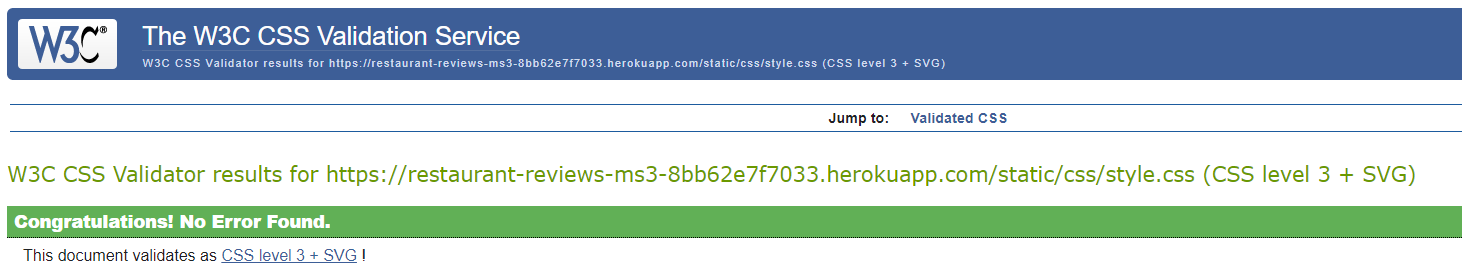 W3C®
The W3C CSS Validation Service
W3C CSS Validator results for https://restaurant-reviews-ms3-8bb62e7f7033.herokuapp.com/static/css/style.css (CSS level 3 + SVG)
Jump to: Validated CSS
W3C CSS Validator results for https://restaurant-reviews-ms3-8bb62e7f7033.herokuapp.com/static/css/style.css (CSS level 3 + SVG)
Congratulations! No Error Found.
This document validates as CSS level 3 + SVG !